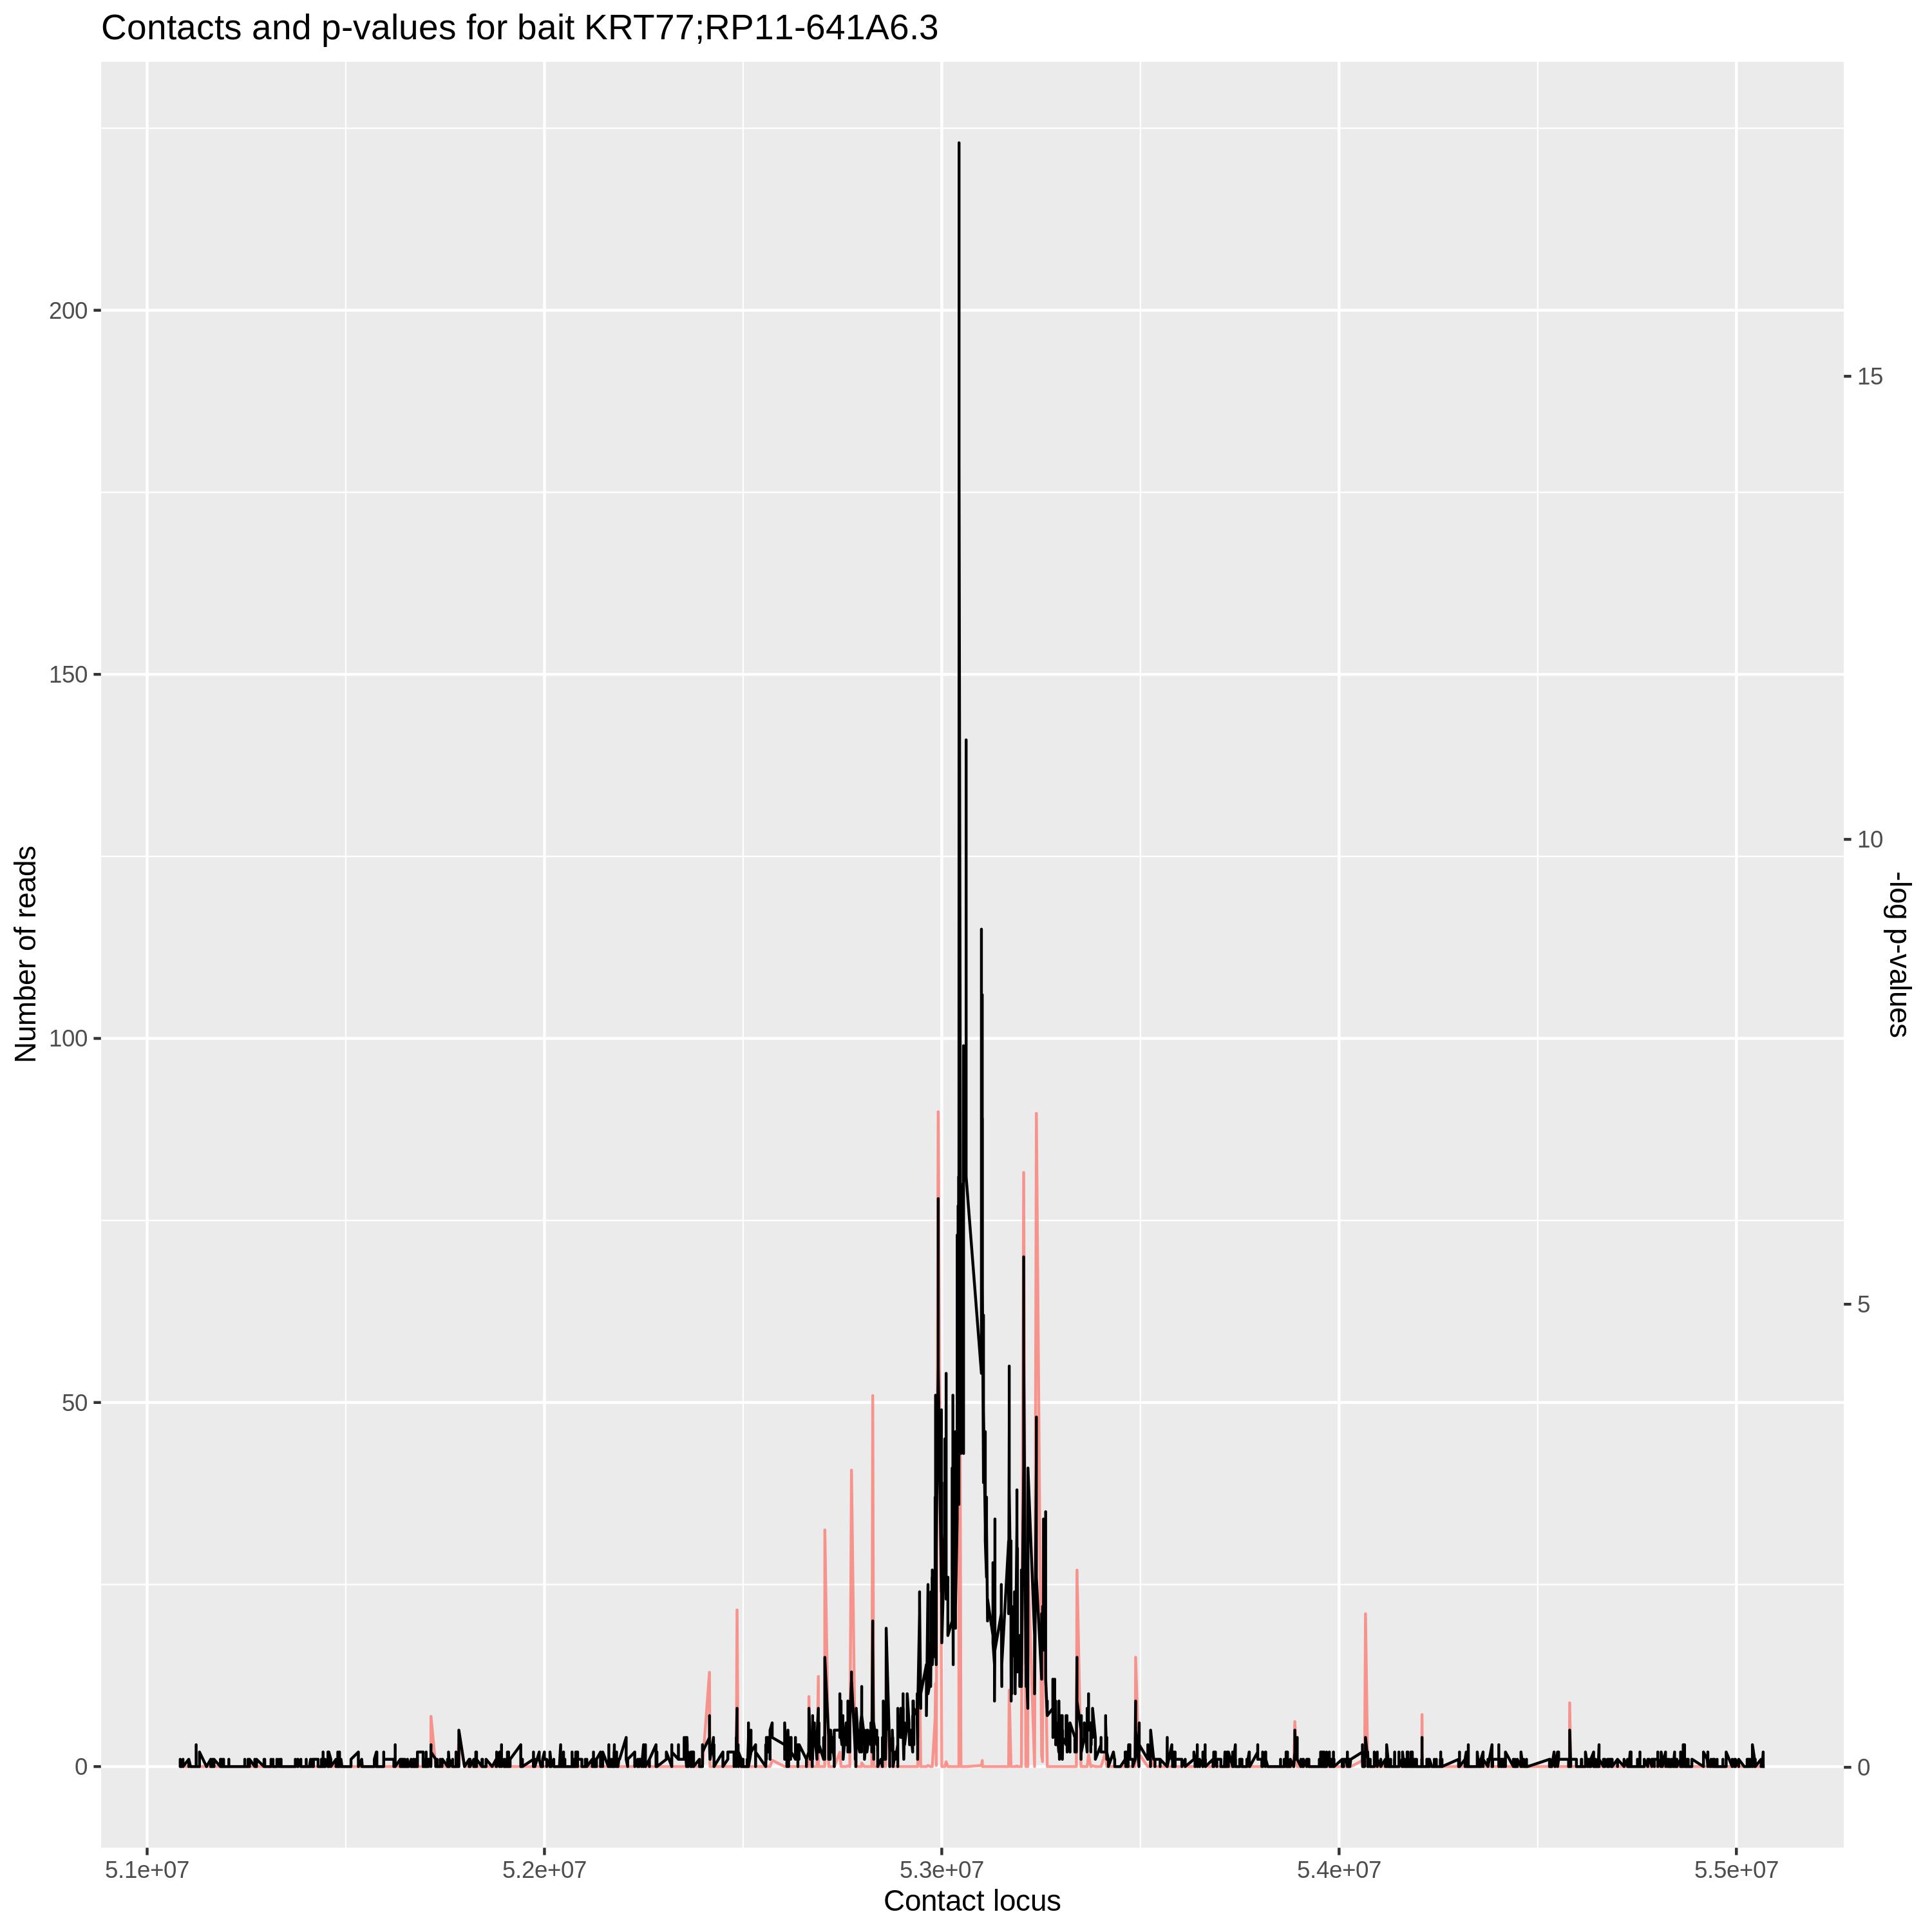 Contacts and p-values for bait KRT77;RP11-641A6.3
Number of reads
200
150
100
50
0
15
10
5
0
-log p-values
5.1e+07
5.2e+07
5.3e+07
5.4e+07
5.5e+07
Contact locus